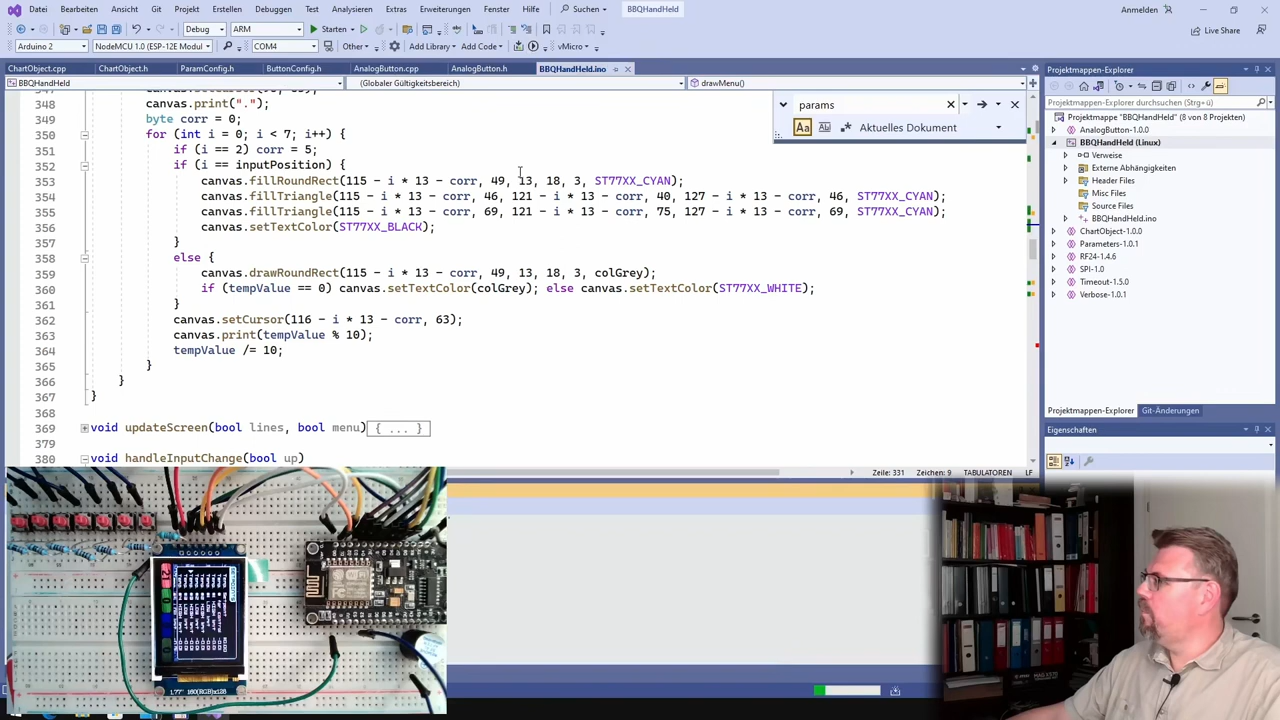 Datei Bearbeiten Ansicht Git Projekt Erstellen Debuggen Test Analysieren Extras Erweiterungen Fenster Hilfe Suchen BBQHandHeld Anmelden
Debug ARM Starten Live Share
Arduino 2 NodeMCU 1.0 (ESP-12E Modul) COM4 Other Add Library Add Code vMicro
ChartObject.cpp ChartObject.h ParamConfig.h ButtonConfig.h AnalogButton.cpp AnalogButton.h BBQHandHeld.ino
BBQHandHeld (Globaler Gültigkeitsbereich) drawMenu()
params
Aktuelles Dokument
348 canvas.print(".");
349 byte corr = 0;
350 for (int i = 0; i < 7; i++) {
351 if (i == 2) corr = 5;
352 if (i == inputPosition) {
353 canvas.fillRoundRect(115 - i * 13 - corr, 49, 13, 18, 3, ST77XX_CYAN);
354 canvas.fillTriangle(115 - i * 13 - corr, 46, 121 - i * 13 - corr, 40, 127 - i * 13 - corr, 46, ST77XX_CYAN);
355 canvas.fillTriangle(115 - i * 13 - corr, 69, 121 - i * 13 - corr, 75, 127 - i * 13 - corr, 69, ST77XX_CYAN);
356 canvas.setTextColor(ST77XX_BLACK);
357 }
358 else {
359 canvas.drawRoundRect(115 - i * 13 - corr, 49, 13, 18, 3, colGrey);
360 if (tempValue == 0) canvas.setTextColor(colGrey); else canvas.setTextColor(ST77XX_WHITE);
361 }
362 canvas.setCursor(116 - i * 13 - corr, 63);
363 canvas.print(tempValue % 10);
364 tempValue /= 10;
365 }
366 }
367 }
368
369 void updateScreen(bool lines, bool menu) { ... }
379
380 void handleInputChange(bool up)
Zeile: 331 Zeichen: 9 TABULATOREN LF
Projektmappen-Explorer
Projektmappen-Explorer durchsuchen (Strg+ü)
Projektmappe "BBQHandHeld" (8 von 8 Projekten)
AnalogButton-1.0.0
BBQHandHeld (Linux)
Verweise
Externe Abhängigkeiten
Header Files
Misc Files
Source Files
BBQHandHeld.ino
ChartObject-1.0.0
Parameters-1.0.1
RF24-1.4.6
SPI-1.0
Timeout-1.5.0
Verbose-1.0.1
Projektmappen-Explorer Git-Änderungen
Eigenschaften
1.77" 160(RGB)x128